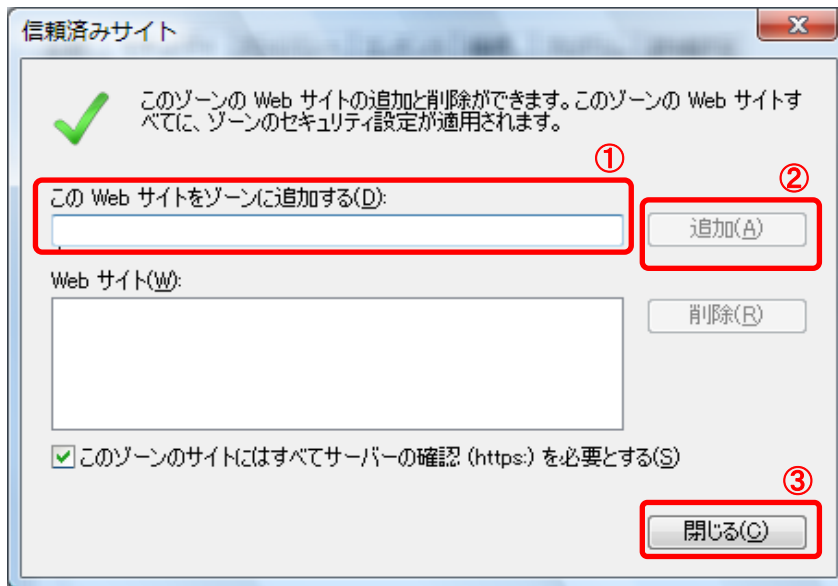 信頼済みサイト
このゾーンの Web サイトの追加と削除ができます。このゾーンの Web サイトす
べてに、ゾーンのセキュリティ設定が適用されます。
①
②
この Web サイトをゾーンに追加する(D):
追加(A)
Web サイト(W):
削除(R)
このゾーンのサイトにはすべてサーバーの確認 (https:) を必要とする(S)
③
閉じる(C)